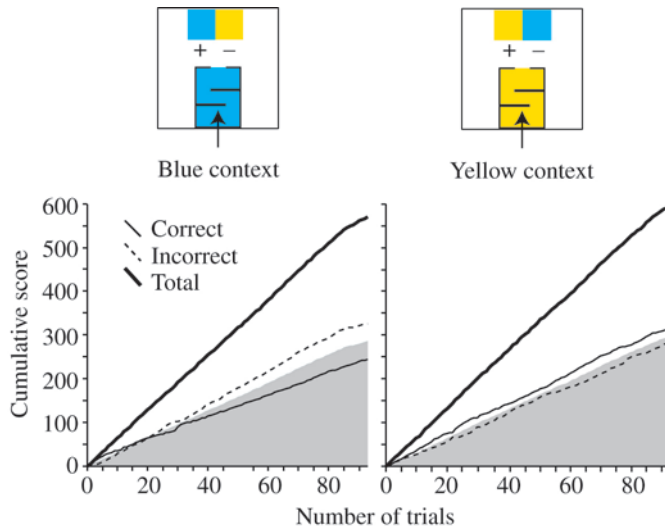 + −
+ −
Blue context
Yellow context
600
500
400
300
200
100
0
Correct
Incorrect
Total
Cumulative score
0 20 40 60 80
0 20 40 60 80
Number of trials